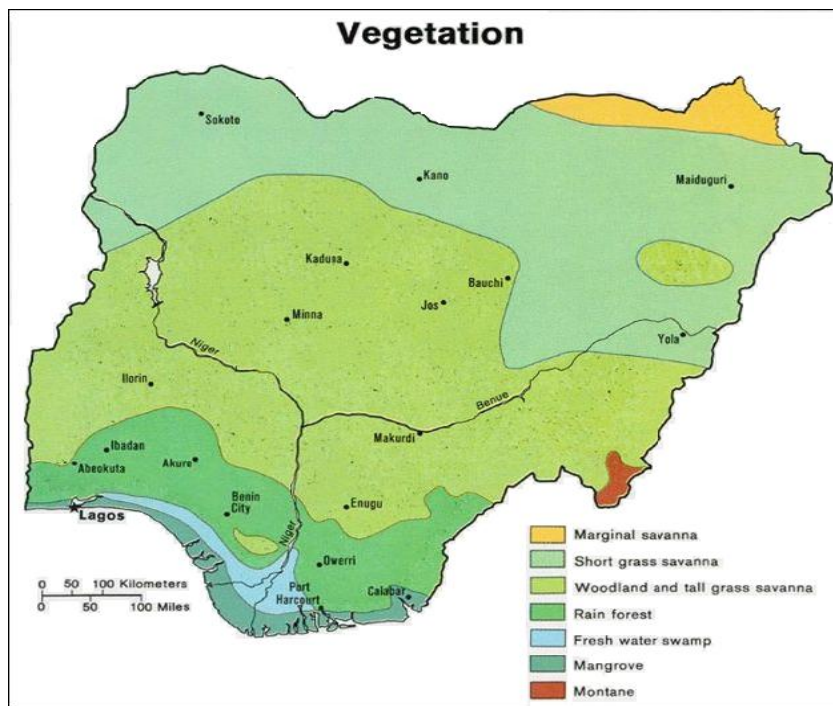 Vegetation
Sokoto
Kano
Maiduguri
Kaduna
Bauchi
Jos
Minna
Yola
Niger
Ilorin
Benue
Makurdi
Ibadan
Abeokuta
Akure
Benin
City
Enugu
Lagos
Niger
Owerri
Port
Harcourt
Calabar
0 50 100 Kilometers
0 50 100 Miles
Marginal savanna
Short grass savanna
Woodland and tall grass savanna
Rain forest
Fresh water swamp
Mangrove
Montane